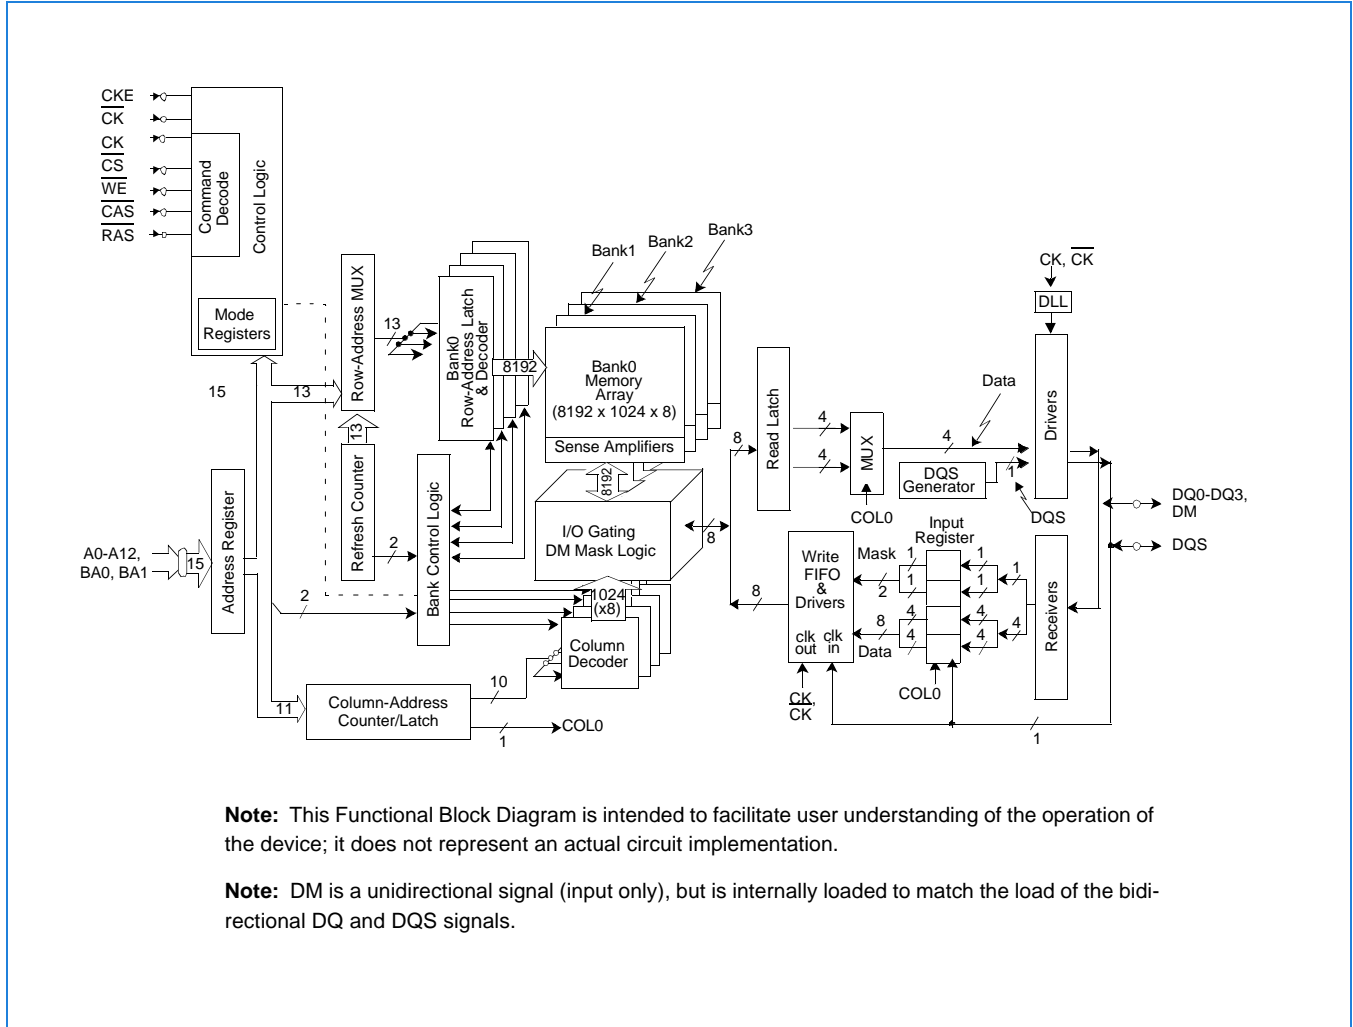 CKE
CK
CK
CS
WE
CAS
RAS
Command
Decode
Control Logic
Mode
Registers
15
13
Row-Address MUX
13
Refresh Counter
13
Bank0
Row-Address Latch
& Decoder
8192
Bank1
Bank2
Bank3
Bank0
Memory
Array
(8192 x 1024 x 8)
Sense Amplifiers
8192
I/O Gating
DM Mask Logic
A0-A12,
BA0, BA1
15
Address Register
2
2
Bank Control Logic
1024
(x8)
Column
Decoder
11
Column-Address
Counter/Latch
10
1
COL0
8
8
8
Read Latch
4
4
MUX
COL0
4
Data
DQS
Generator
1
DQS
CK, CK
DLL
Drivers
DQ0-DQ3,
DM
DQS
Write
FIFO
&
Drivers
clk
out
clk
in
CK,
CK
Mask
2
8
Data
Input
Register
1
1
4
4
1
1
4
4
1
4
COL0
Receivers
1
Note: This Functional Block Diagram is intended to facilitate user understanding of the operation of
the device; it does not represent an actual circuit implementation.
Note: DM is a unidirectional signal (input only), but is internally loaded to match the load of the bidi-
rectional DQ and DQS signals.